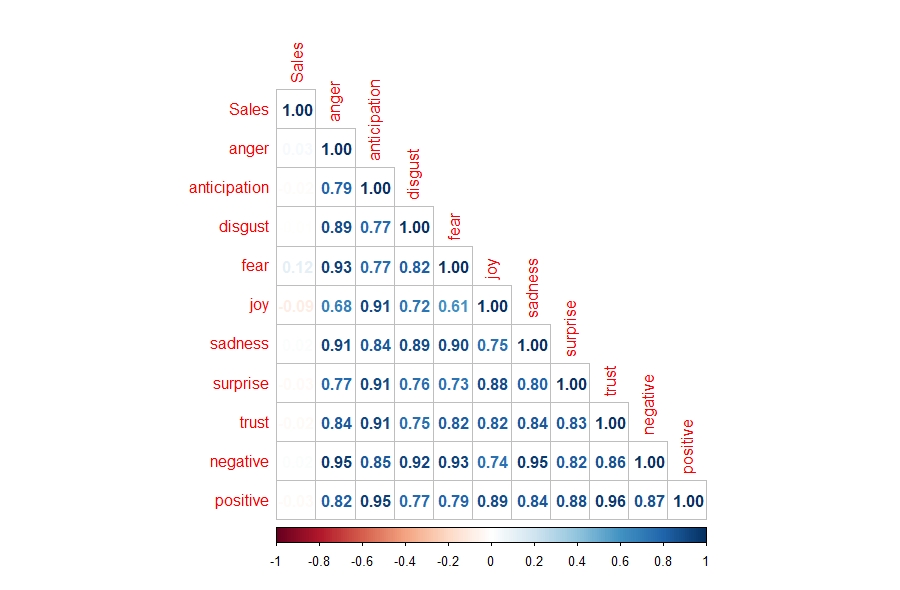 Sales
anger
anticipation
disgust
fear
joy
sadness
surprise
trust
negative
positive
Sales 1.00
anger 0.03 1.00
anticipation 0.79 1.00
disgust 0.89 0.77 1.00
fear 0.12 0.93 0.77 0.82 1.00
joy -0.09 0.68 0.91 0.72 0.61 1.00
sadness 0.91 0.84 0.89 0.90 0.75 1.00
surprise 0.77 0.91 0.76 0.73 0.88 0.80 1.00
trust 0.84 0.91 0.75 0.82 0.82 0.84 0.83 1.00
negative 0.95 0.85 0.92 0.93 0.74 0.95 0.82 0.86 1.00
positive 0.82 0.95 0.77 0.79 0.89 0.84 0.88 0.96 0.87 1.00
-1 -0.8 -0.6 -0.4 -0.2 0 0.2 0.4 0.6 0.8 1